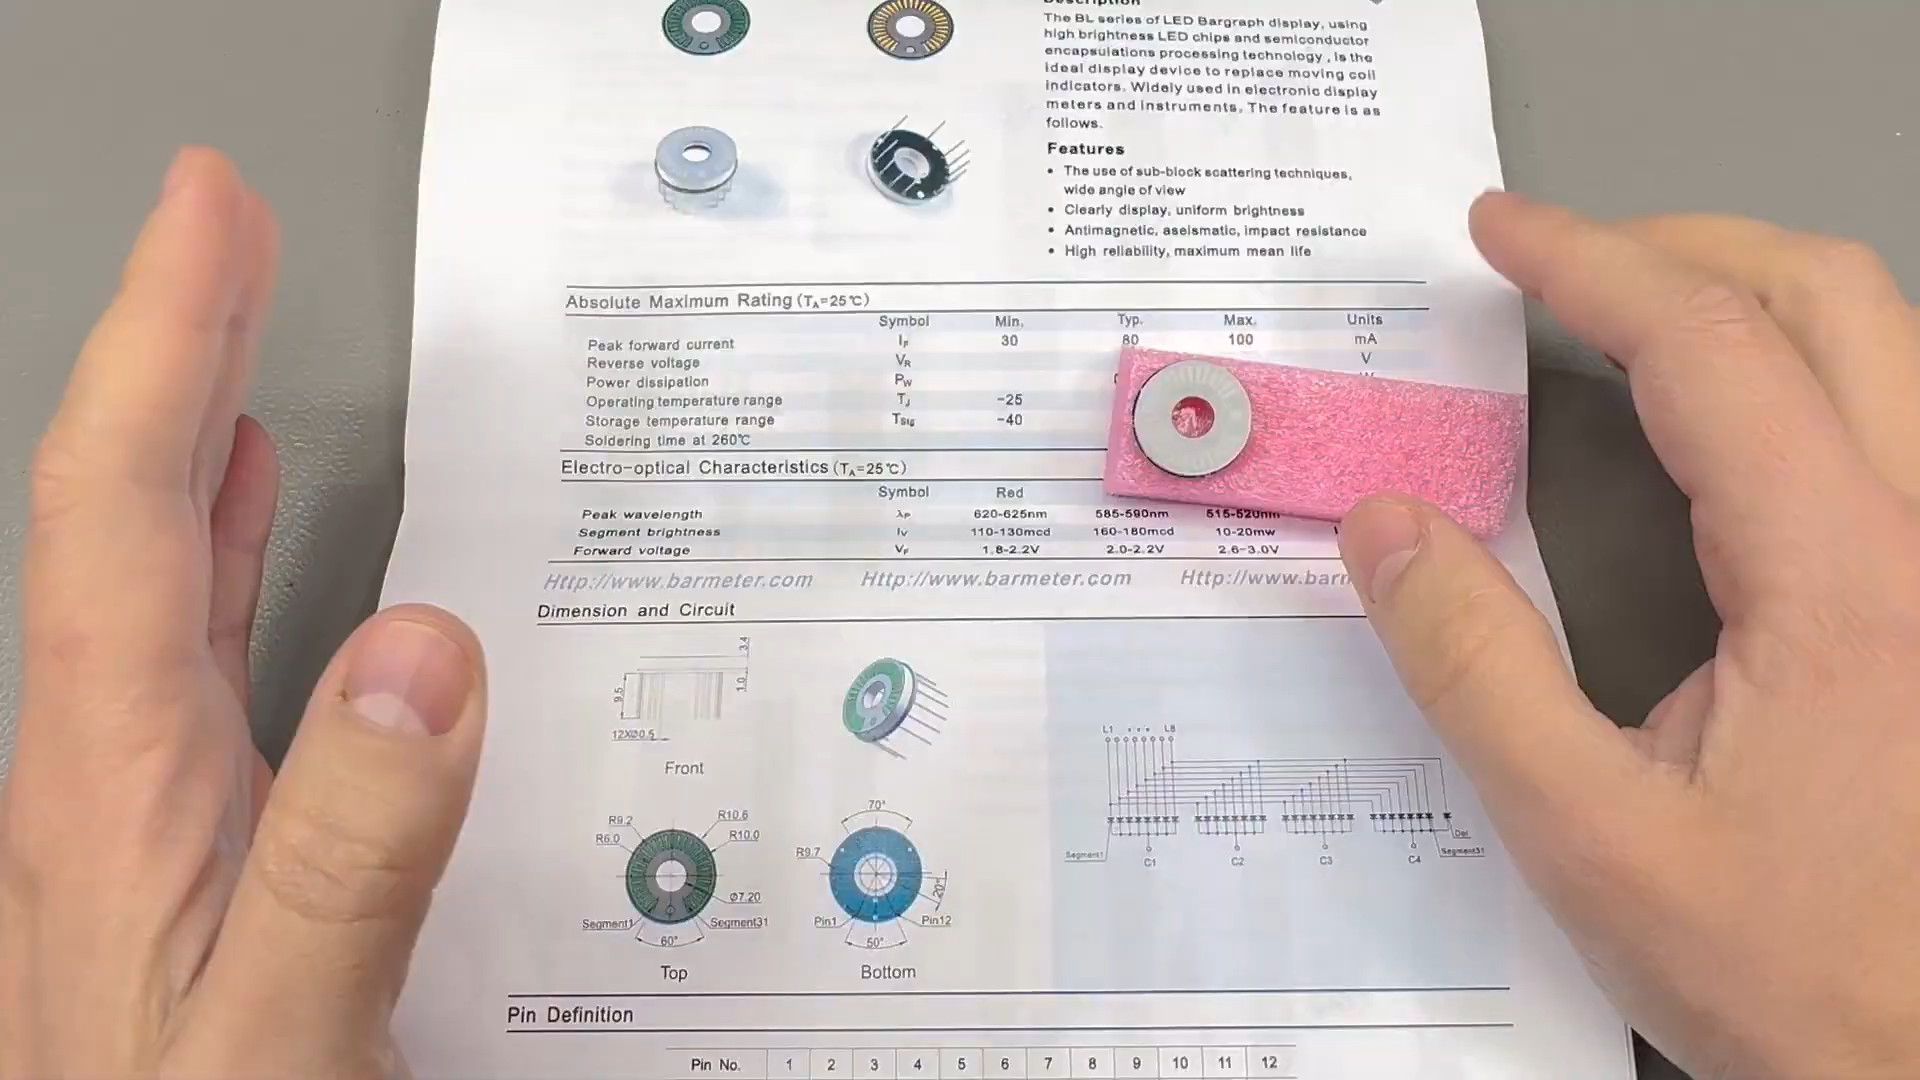 Description
The BL series of LED Bargraph display, using
high brightness LED chips and semiconductor
encapsulations processing technology , is the
ideal display device to replace moving coil
indicators. Widely used in electronic display
meters and instruments. The feature is as
follows.
Features
• The use of sub-block scattering techniques,
wide angle of view
• Clearly display, uniform brightness
• Antimagnetic, aseismatic, impact resistance
• High reliability, maximum mean life
Absolute Maximum Rating (TA=25℃)
Symbol Min. Typ. Max. Units
Peak forward current IF 30 80 100 mA
Reverse voltage VR V
Power dissipation PW
Operating temperature range TJ -25
Storage temperature range TStg -40
Soldering time at 260℃
Electro-optical Characteristics (TA=25℃)
Symbol Red
Peak wavelength λP 620-625nm 585-590nm 515-520nm
Segment brightness IV 110-130mcd 160-180mcd 10-20mw
Forward voltage VF 1.8-2.2V 2.0-2.2V 2.6-3.0V
Http://www.barmeter.com Http://www.barmeter.com Http://www.barm
Dimension and Circuit
3.4
1.0
9.5
12XØ0.5
Front
L1 L8
Segment1 C1 C2 C3 C4 Segment31
R9.2 R10.6
R6.0 R10.0
Ø7.20
Segment1 Segment31
60°
Top
70°
R9.7
20°
Pin1 Pin12
50°
Bottom
Pin Definition
Pin No. 1 2 3 4 5 6 7 8 9 10 11 12